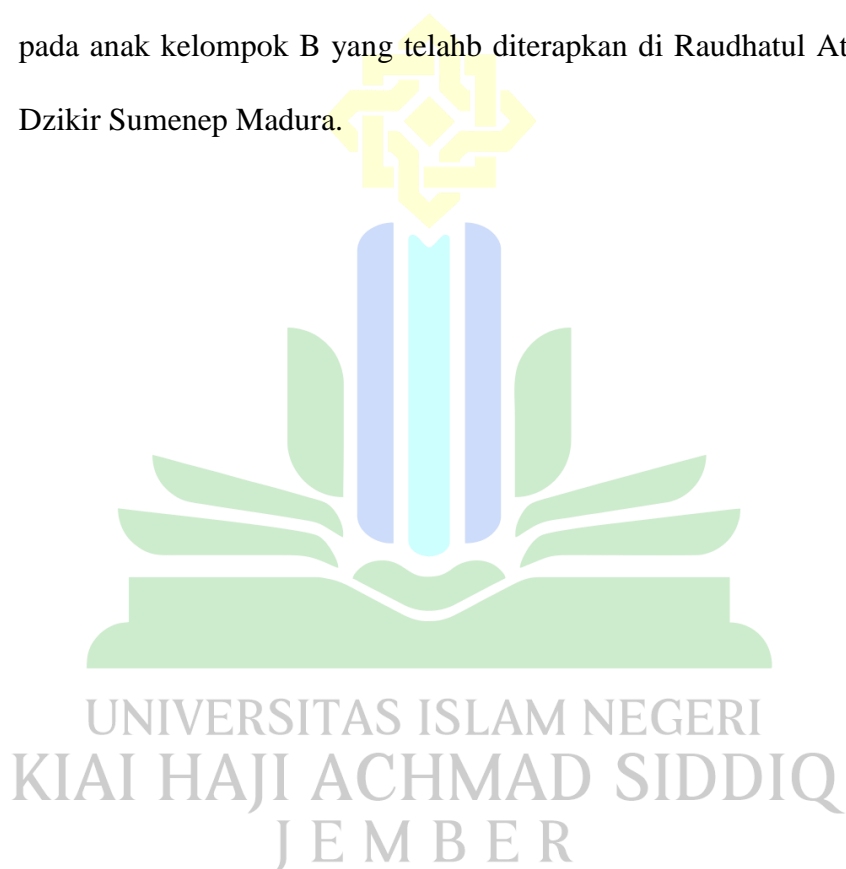 pada anak kelompok B yang telahb diterapkan di Raudhatul At
Dzikir Sumenep Madura.
UNIVERSITAS ISLAM NEGERI
KIAI HAJI ACHMAD SIDDIQ
JEMBER